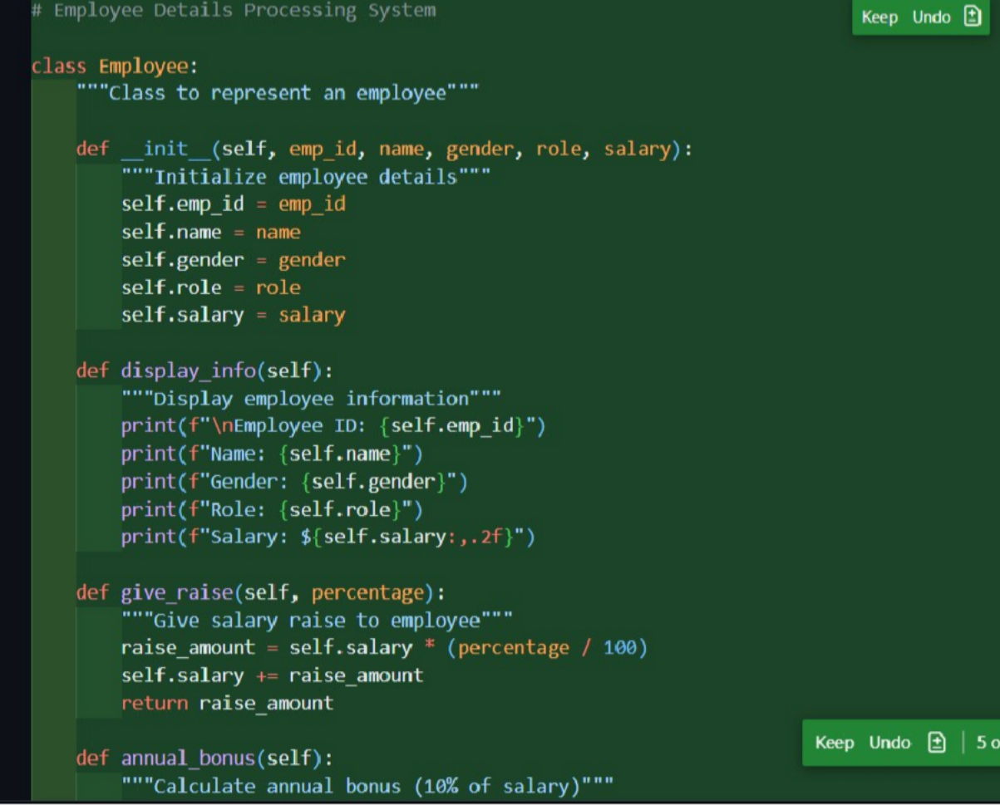 # Employee Details Processing System
Keep Undo
class Employee:
"""Class to represent an employee"""
def __init__(self, emp_id, name, gender, role, salary):
"""Initialize employee details"""
self.emp_id = emp_id
self.name = name
self.gender = gender
self.role = role
self.salary = salary
def display_info(self):
"""Display employee information"""
print(f"\nEmployee ID: {self.emp_id}")
print(f"Name: {self.name}")
print(f"Gender: {self.gender}")
print(f"Role: {self.role}")
print(f"Salary: ${self.salary:,.2f}")
def give_raise(self, percentage):
"""Give salary raise to employee"""
raise_amount = self.salary * (percentage / 100)
self.salary += raise_amount
return raise_amount
Keep Undo | 5 o
def annual_bonus(self):
"""Calculate annual bonus (10% of salary)"""